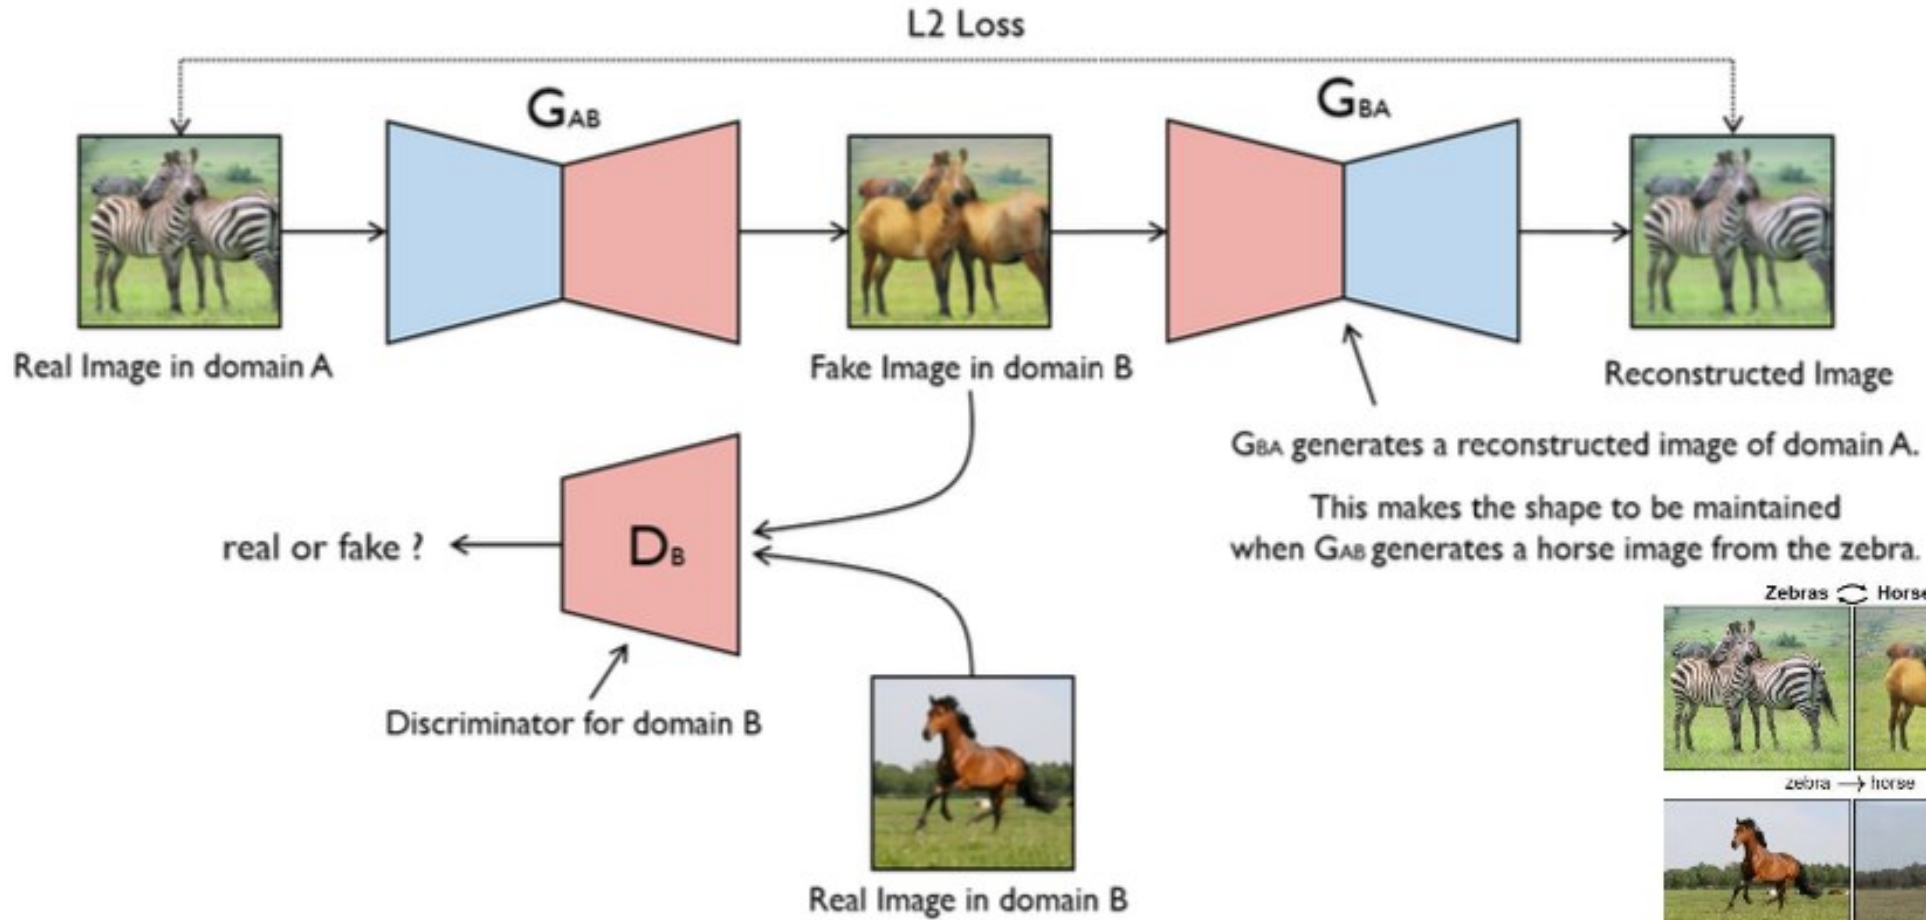 L2 Loss
GAB
GBA
Real Image in domain A
Fake Image in domain B
Reconstructed Image
GBA generates a reconstructed image of domain A.
This makes the shape to be maintained
when GAB generates a horse image from the zebra.
real or fake ?
DB
Discriminator for domain B
Real Image in domain B
Zebras Horse
zebra → horse